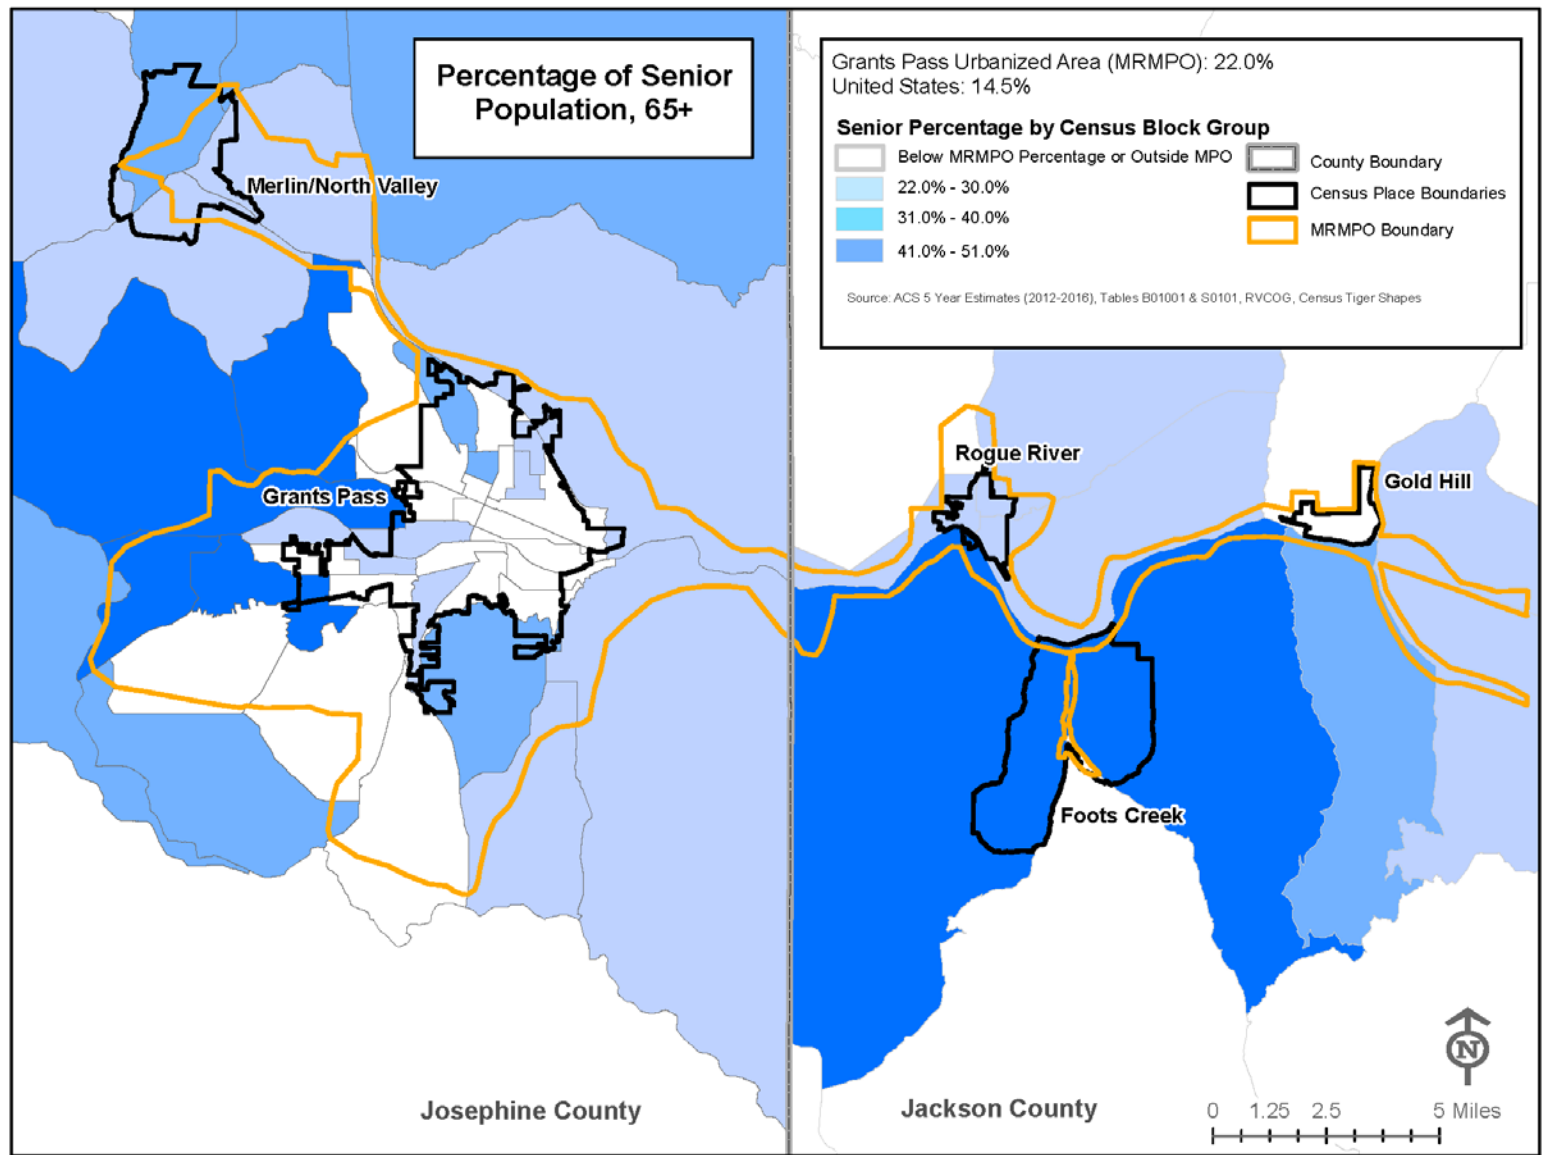 Percentage of Senior
Population, 65+
Grants Pass Urbanized Area (MRMPO): 22.0%
United States: 14.5%
Senior Percentage by Census Block Group
Below MRMPO Percentage or Outside MPO
22.0% - 30.0%
31.0% - 40.0%
41.0% - 51.0%
County Boundary
Census Place Boundaries
MRMPO Boundary
Source: ACS 5 Year Estimates (2012-2016), Tables B01001 & S0101, RVCOG, Census Tiger Shapes
Merlin/North Valley
Rogue River
Gold Hill
Grants Pass
Foots Creek
Josephine County
Jackson County
N
0 1.25 2.5 5 Miles